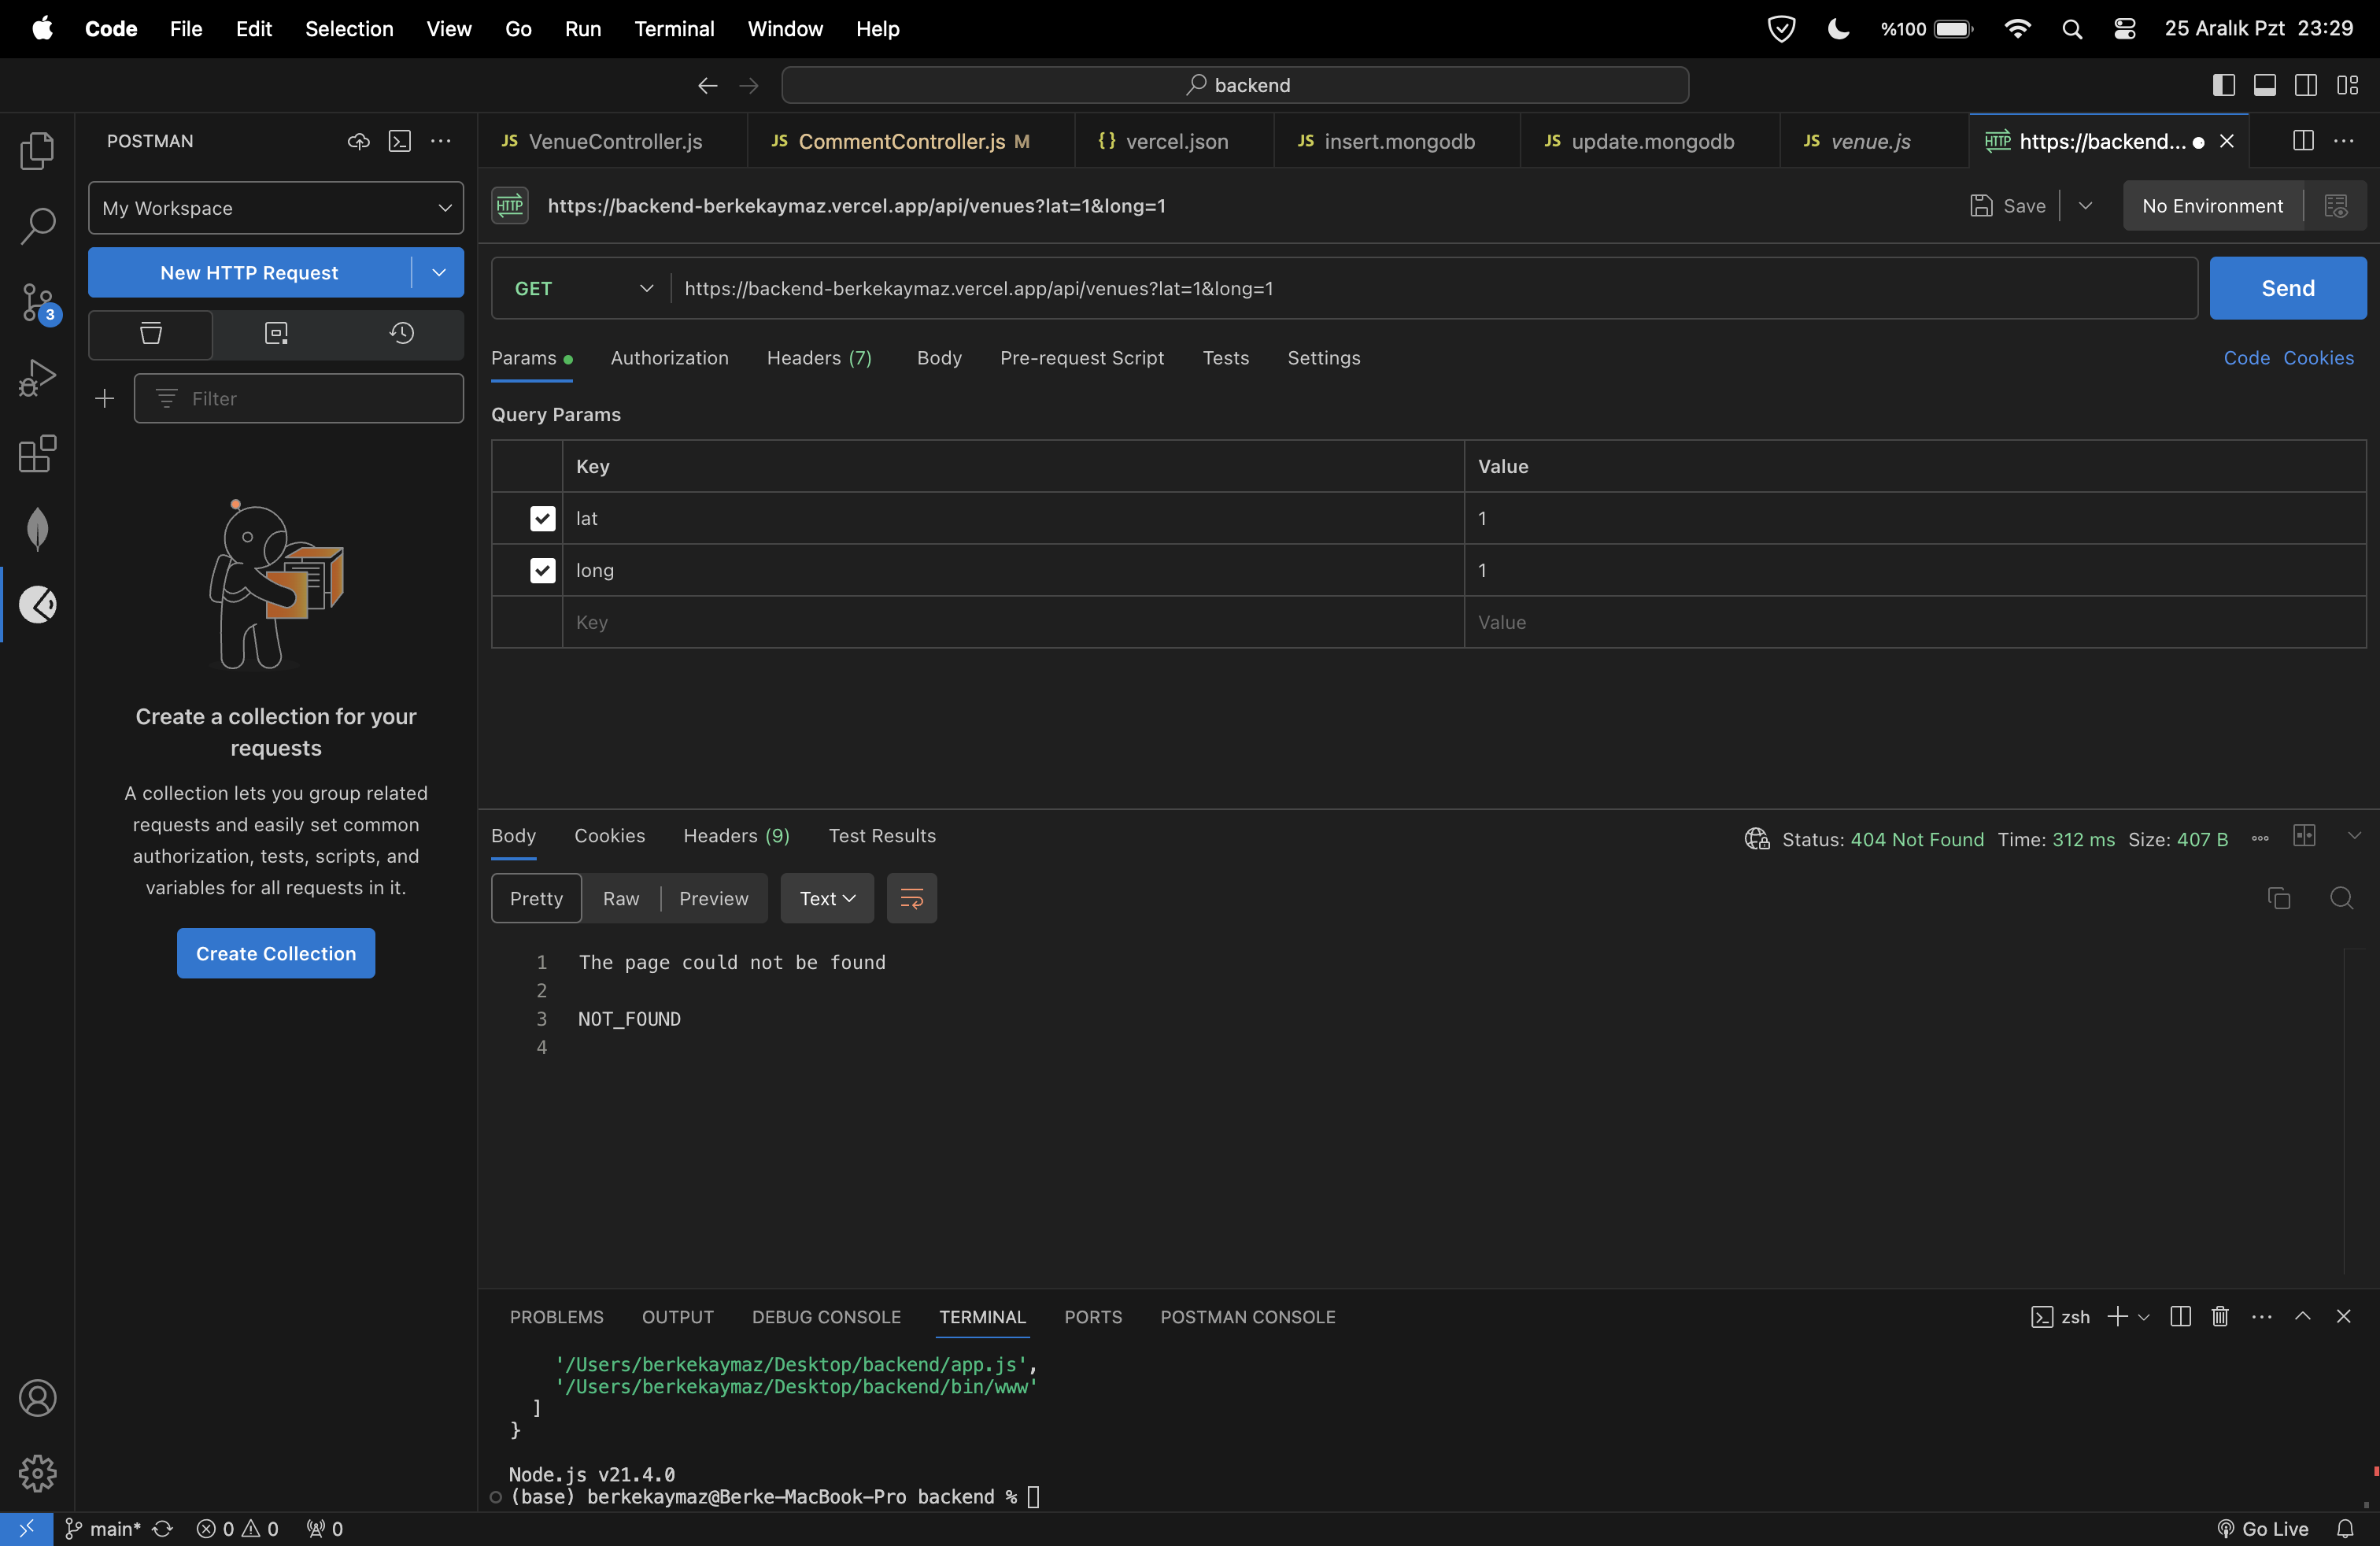 Code File Edit Selection View Go Run Terminal Window Help %100 25 Aralık Pzt 23:29
backend
POSTMAN
My Workspace
New HTTP Request
3
Filter
Create a collection for your
requests
A collection lets you group related
requests and easily set common
authorization, tests, scripts, and
variables for all requests in it.
Create Collection
JS VenueController.js JS CommentController.js M {} vercel.json JS insert.mongodb JS update.mongodb JS venue.js HTTP https://backend...
HTTP https://backend-berkekaymaz.vercel.app/api/venues?lat=1&long=1 Save No Environment
GET https://backend-berkekaymaz.vercel.app/api/venues?lat=1&long=1 Send
Params Authorization Headers (7) Body Pre-request Script Tests Settings Code Cookies
Query Params
Key Value
lat 1
long 1
Key Value
Body Cookies Headers (9) Test Results Status: 404 Not Found Time: 312 ms Size: 407 B
Pretty Raw Preview Text
1 The page could not be found
2
3 NOT_FOUND
4
PROBLEMS OUTPUT DEBUG CONSOLE TERMINAL PORTS POSTMAN CONSOLE zsh
'/Users/berkekaymaz/Desktop/backend/app.js',
'/Users/berkekaymaz/Desktop/backend/bin/www'
]
}
Node.js v21.4.0
(base) berkekaymaz@Berke-MacBook-Pro backend %
main* 0 0 0 Go Live